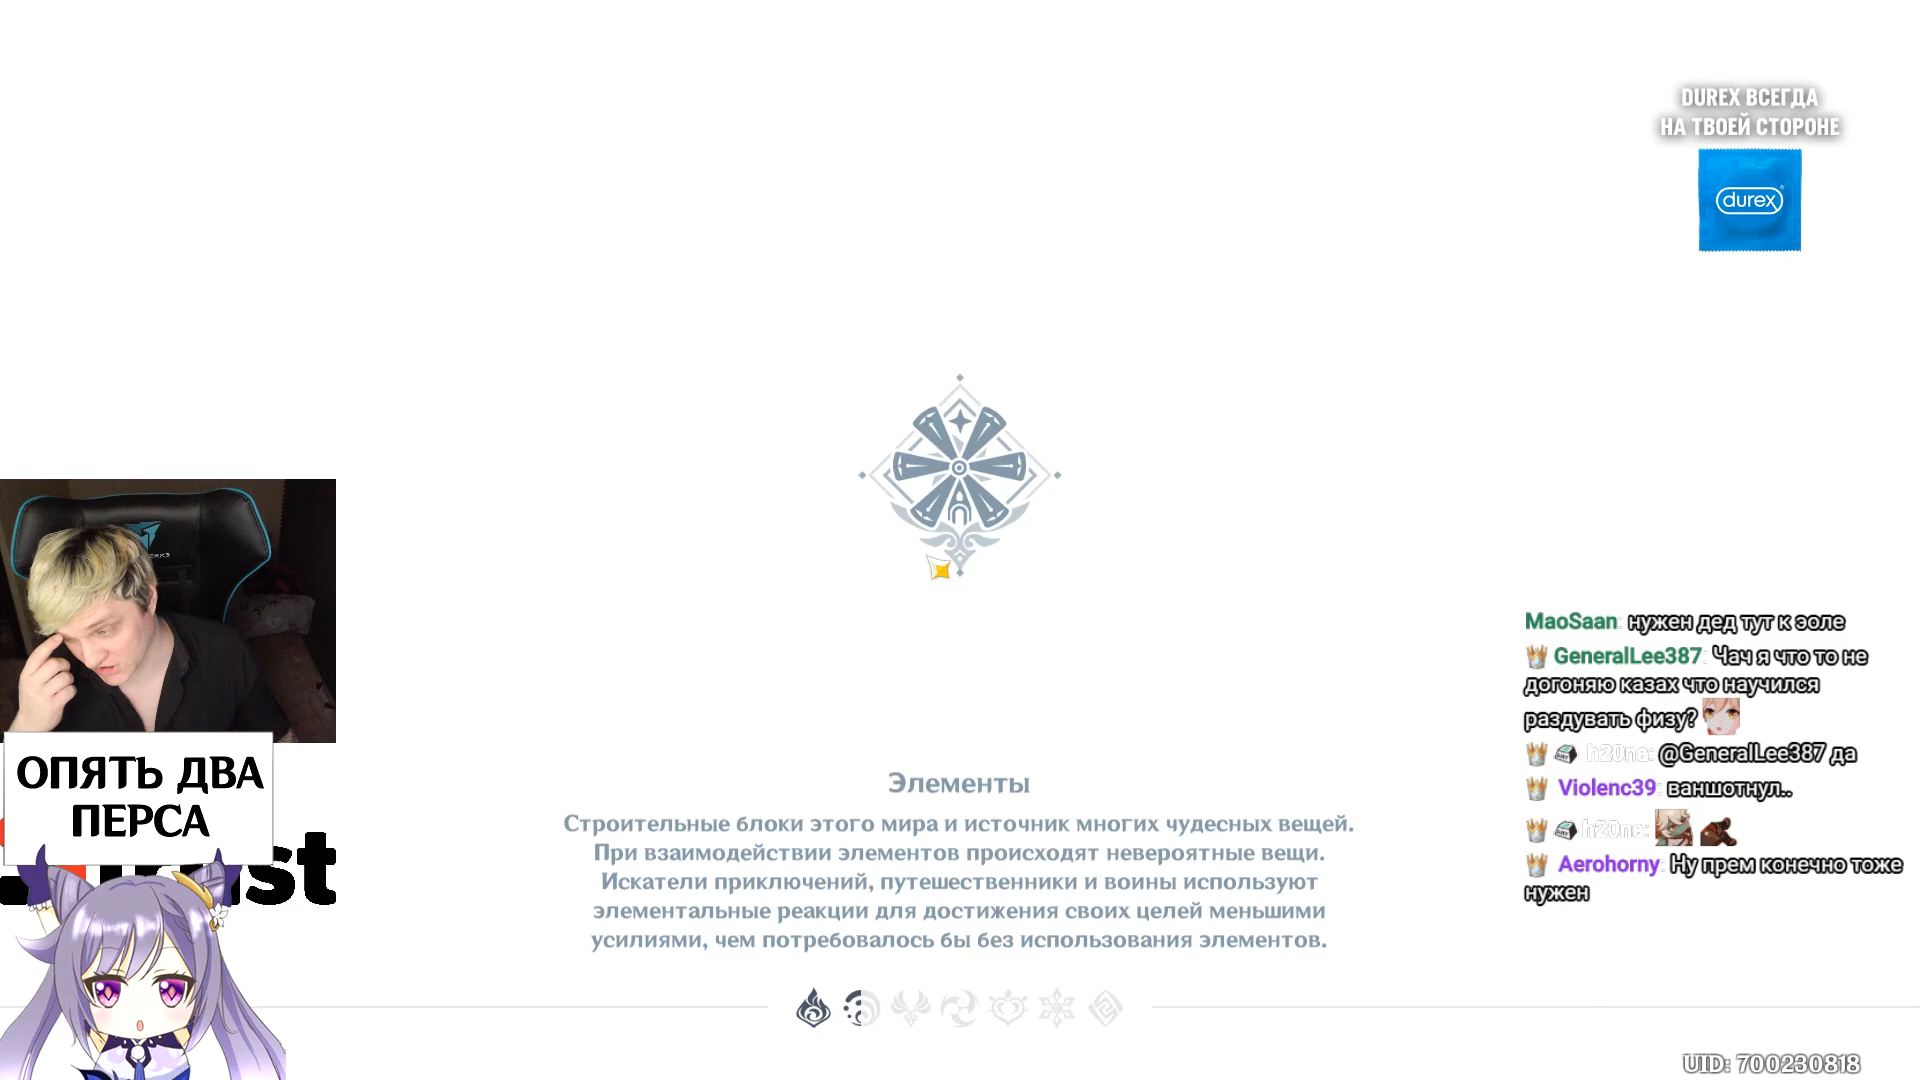 DUREX ВСЕГДА
НА ТВОЕЙ СТОРОНЕ
durex
MaoSaan: нужен дед тут к эоле
GeneralLee387: Чач я что то не
догоняю казах что научился
раздувать физу?
h20ne: @GeneralLee387 да
Violenc39: ваншотнул..
h20ne:
Aerohorny: Ну прем конечно тоже
нужен
ОПЯТЬ ДВА
ПЕРСА
Элементы
Строительные блоки этого мира и источник многих чудесных вещей.
При взаимодействии элементов происходят невероятные вещи.
Искатели приключений, путешественники и воины используют
элементальные реакции для достижения своих целей меньшими
усилиями, чем потребовалось бы без использования элементов.
UID: 700230818